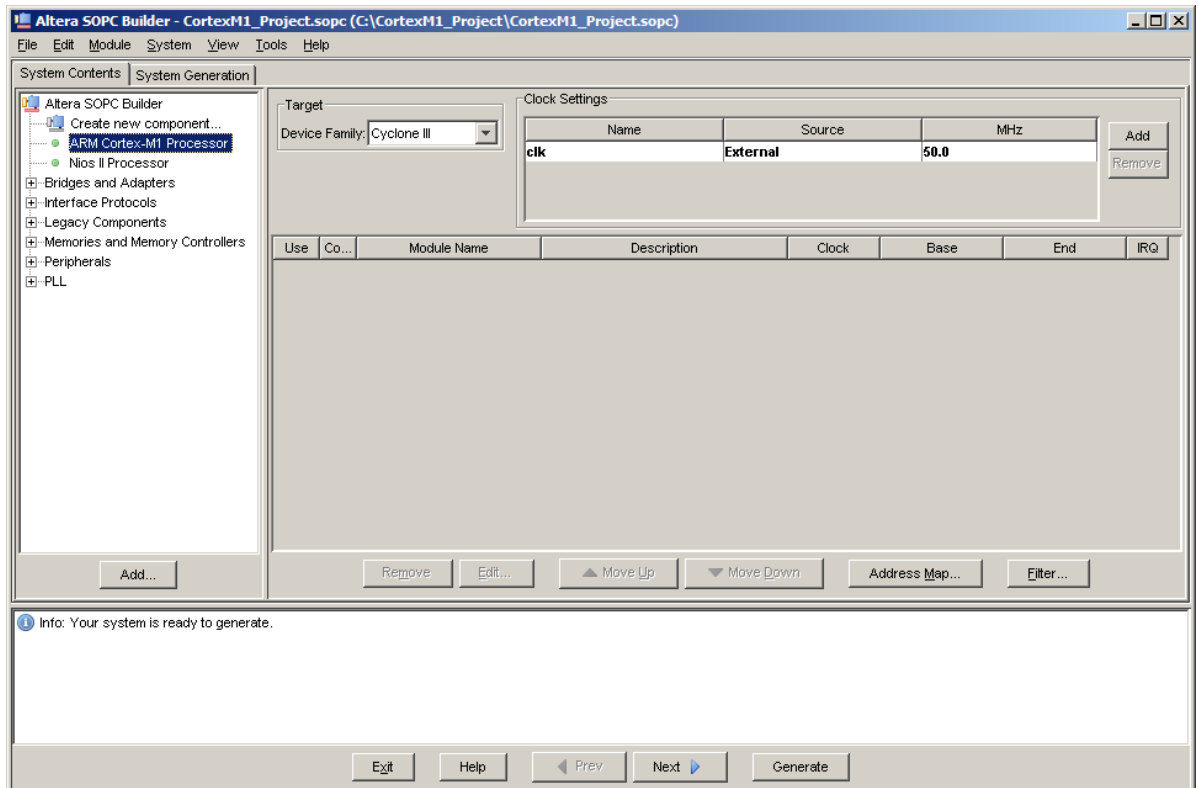 Altera SOPC Builder - CortexM1_Project.sopc (C:\CortexM1_Project\CortexM1_Project.sopc)
File Edit Module System View Tools Help
System Contents System Generation
Altera SOPC Builder
Create new component...
ARM Cortex-M1 Processor
Nios II Processor
Bridges and Adapters
Interface Protocols
Legacy Components
Memories and Memory Controllers
Peripherals
PLL
Add...
Target
Device Family: Cyclone III
Clock Settings
Name Source MHz
clk External 50.0
Add
Remove
Use Co... Module Name Description Clock Base End IRQ
Remove Edit... Move Up Move Down Address Map... Filter...
Info: Your system is ready to generate.
Exit Help Prev Next Generate